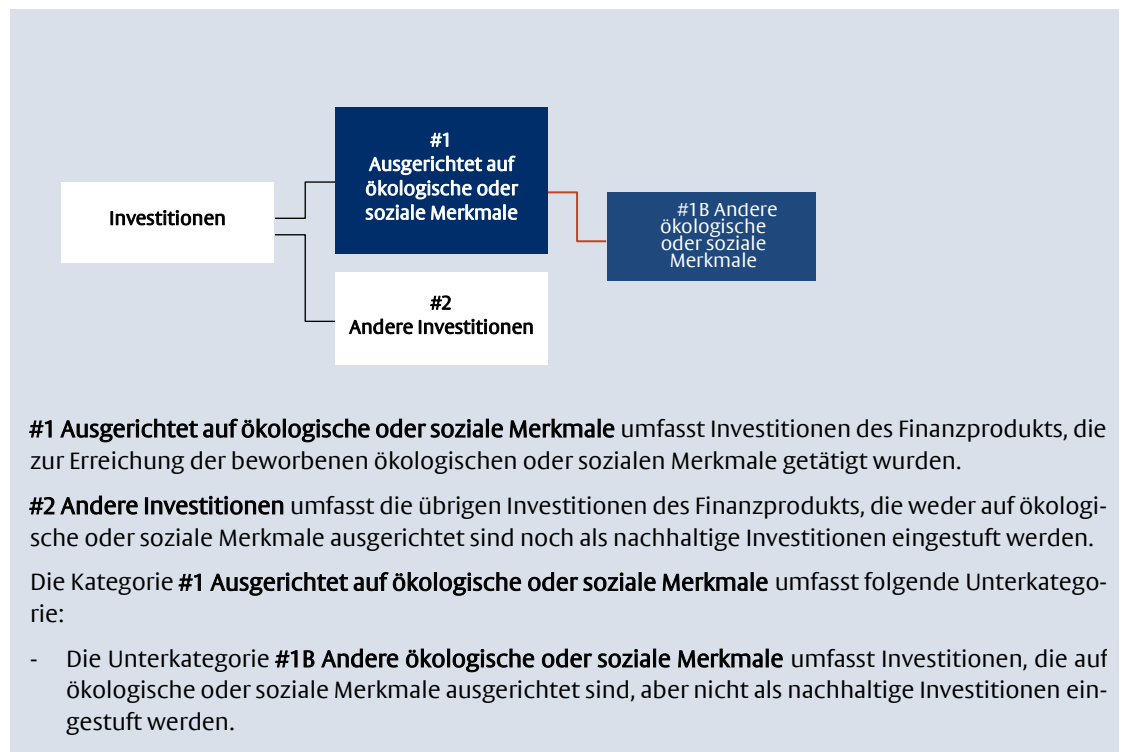 #1
Ausgerichtet auf
ökologische oder
soziale Merkmale
Investitionen
#1B Andere
ökologische
oder soziale
Merkmale
#2
Andere Investitionen
#1 Ausgerichtet auf ökologische oder soziale Merkmale umfasst Investitionen des Finanzprodukts, die
zur Erreichung der beworbenen ökologischen oder sozialen Merkmale getätigt wurden.
#2 Andere Investitionen umfasst die übrigen Investitionen des Finanzprodukts, die weder auf ökologi-
sche oder soziale Merkmale ausgerichtet sind noch als nachhaltige Investitionen eingestuft werden.
Die Kategorie #1 Ausgerichtet auf ökologische oder soziale Merkmale umfasst folgende Unterkatego-
rie:
- Die Unterkategorie #1B Andere ökologische oder soziale Merkmale umfasst Investitionen, die auf
ökologische oder soziale Merkmale ausgerichtet sind, aber nicht als nachhaltige Investitionen ein-
gestuft werden.